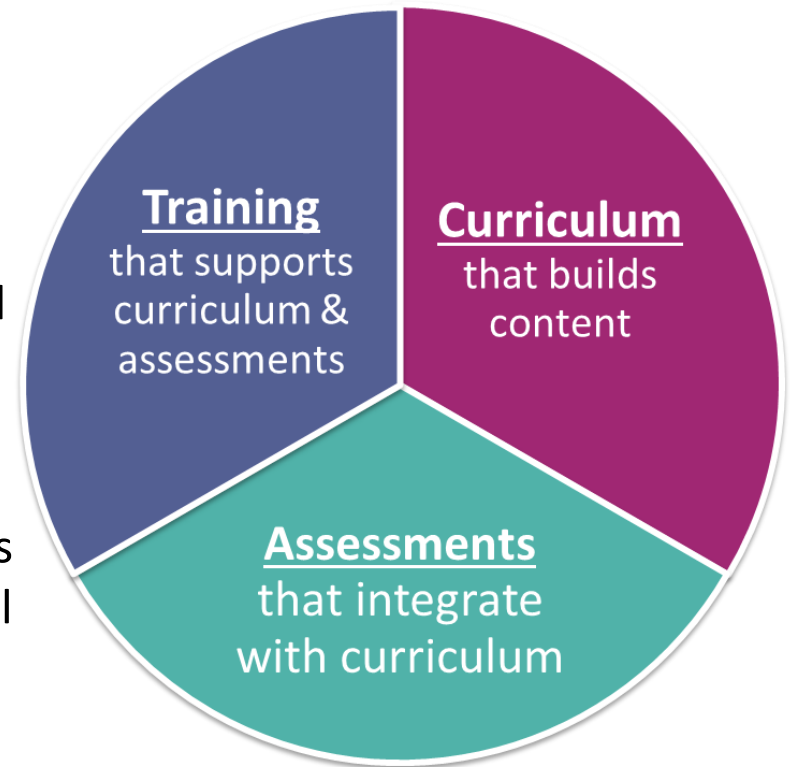 Training
that supports
curriculum &
assessments
Curriculum
that builds
content
Assessments
that integrate
with curriculum